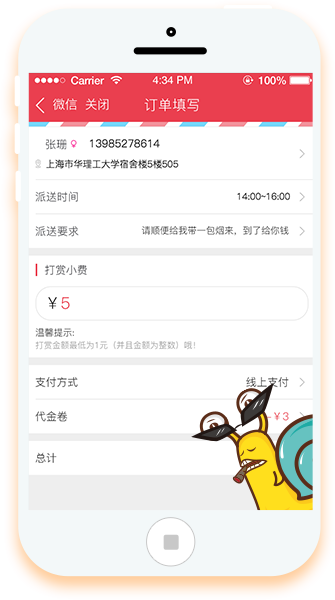 Carrier 4:34 PM 100%
微信 关闭 订单填写
张珊 13985278614
上海市华理工大学宿舍楼5楼505
派送时间 14:00~16:00
派送要求 请顺便给我带一包烟来，到了给你钱
打赏小费
￥5
温馨提示:
打赏金额最低为1元（并且金额为整数）哦！
支付方式 线上支付
代金卷 -￥3
总计